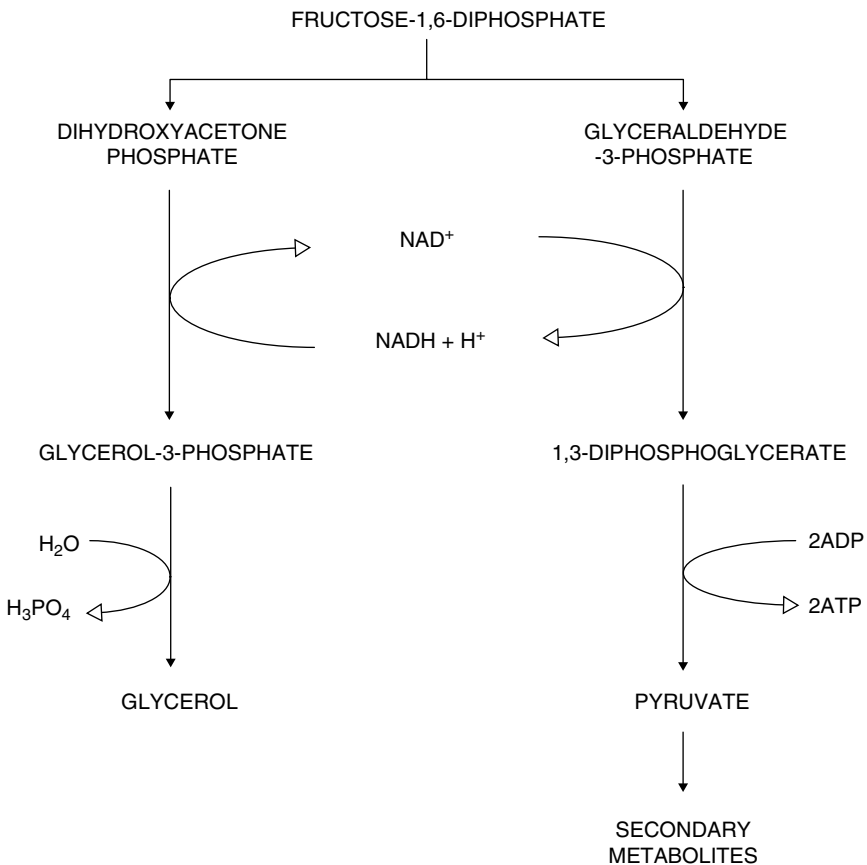 FRUCTOSE-1,6-DIPHOSPHATE
DIHYDROXYACETONE
PHOSPHATE
GLYCERALDEHYDE
-3-PHOSPHATE
NAD⁺
NADH + H⁺
GLYCEROL-3-PHOSPHATE
1,3-DIPHOSPHOGLYCERATE
H₂O
H₃PO₄
2ADP
2ATP
GLYCEROL
PYRUVATE
SECONDARY
METABOLITES